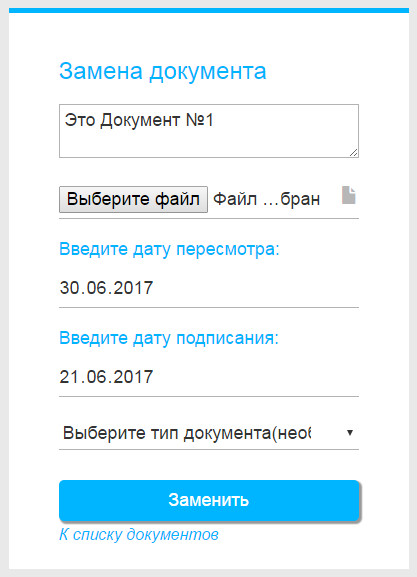 Замена документа
Это Документ №1
Выберите файл Файл ...бран
Введите дату пересмотра:
30.06.2017
Введите дату подписания:
21.06.2017
Выберите тип документа(необ
Заменить
К списку документов